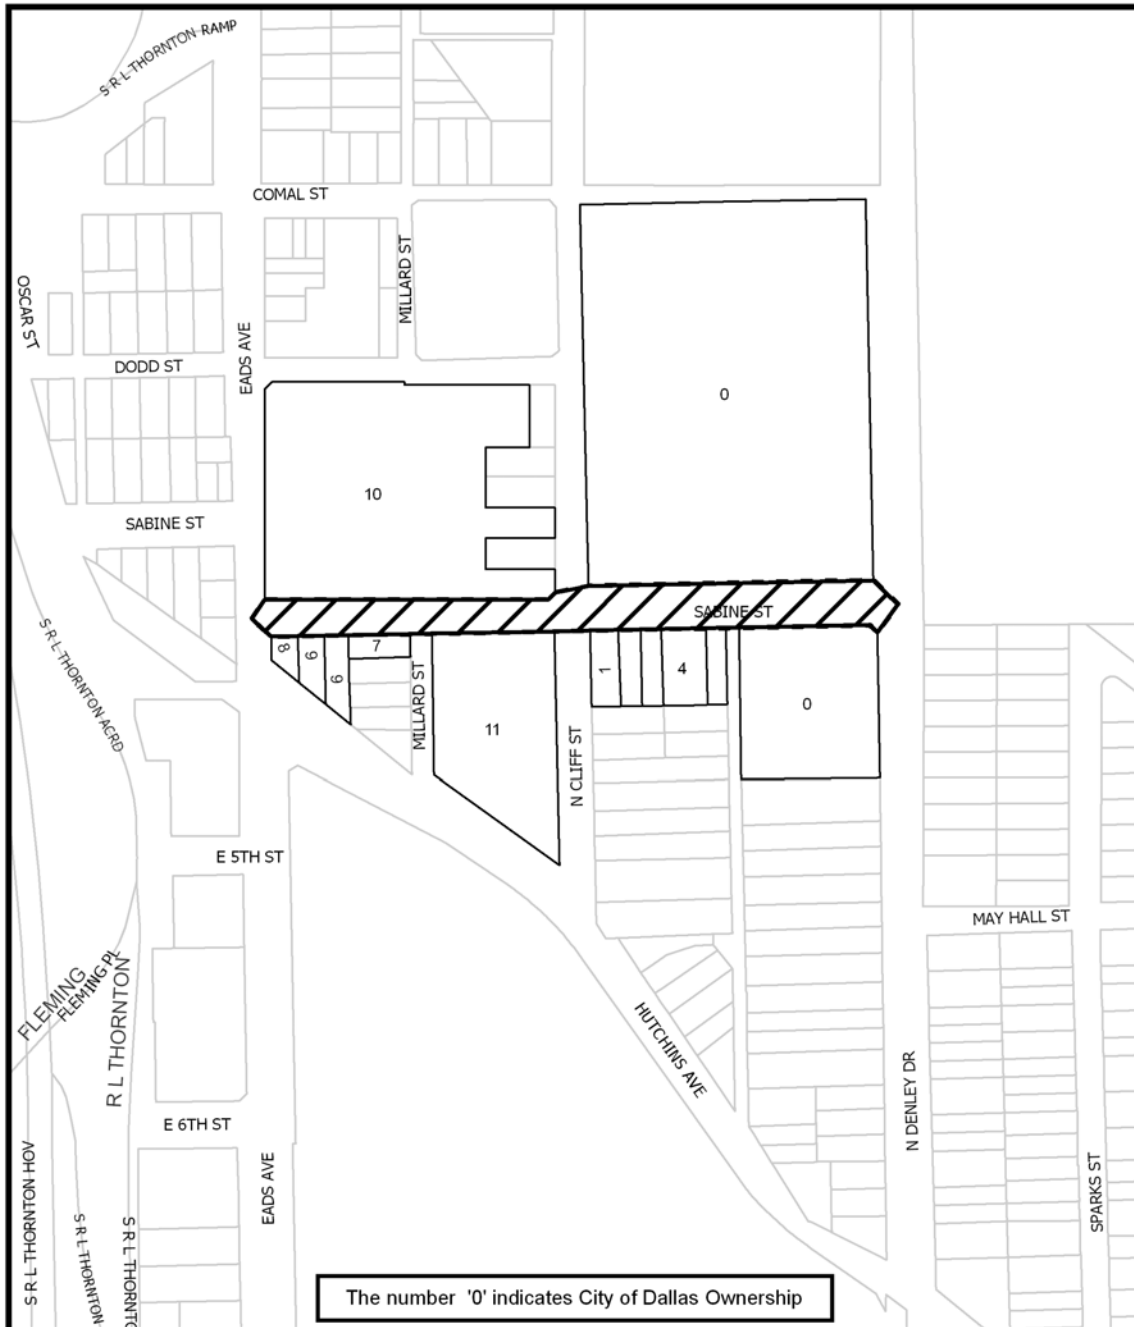 S R L THORNTON RAMP
COMAL ST
MILLARD ST
OSCAR ST
EADS AVE
DODD ST
0
10
SABINE ST
SABINE ST
8
9
9
7
MILLARD ST
11
1
4
0
N CLIFF ST
S R L THORNTON ACRD
E 5TH ST
MAY HALL ST
FLEMING
FLEMING PL
R L THORNTON
HUTCHINS AVE
N DENLEY DR
E 6TH ST
EADS AVE
SPARKS ST
S R L THORNTON HOV
S R L THORNTON
S R L THORNTO
The number '0' indicates City of Dallas Ownership